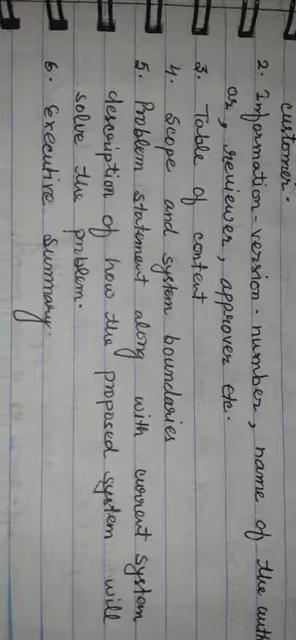 customer.
2. Information - version - number, name of the auth
or, reviewer, approver etc.
3. Table of content
4. Scope and system boundaries
5. Problem statement along with current system
description of how the proposed system will
solve the problem.
6. Executive Summary.